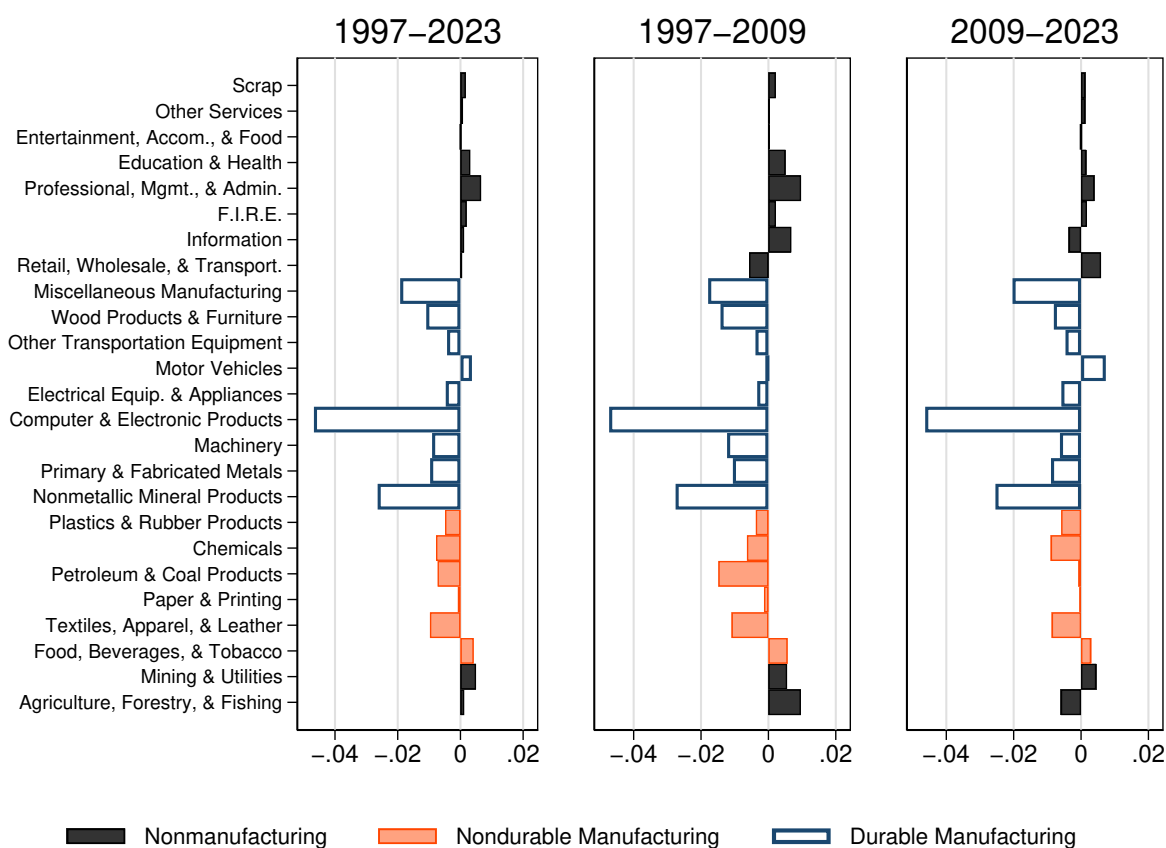 1997−2023
1997−2009
2009−2023
Scrap
Other Services
Entertainment, Accom., & Food
Education & Health
Professional, Mgmt., & Admin.
F.I.R.E.
Information
Retail, Wholesale, & Transport.
Miscellaneous Manufacturing
Wood Products & Furniture
Other Transportation Equipment
Motor Vehicles
Electrical Equip. & Appliances
Computer & Electronic Products
Machinery
Primary & Fabricated Metals
Nonmetallic Mineral Products
Plastics & Rubber Products
Chemicals
Petroleum & Coal Products
Paper & Printing
Textiles, Apparel, & Leather
Food, Beverages, & Tobacco
Mining & Utilities
Agriculture, Forestry, & Fishing
−.04 −.02 0 .02
−.04 −.02 0 .02
−.04 −.02 0 .02
Nonmanufacturing
Nondurable Manufacturing
Durable Manufacturing